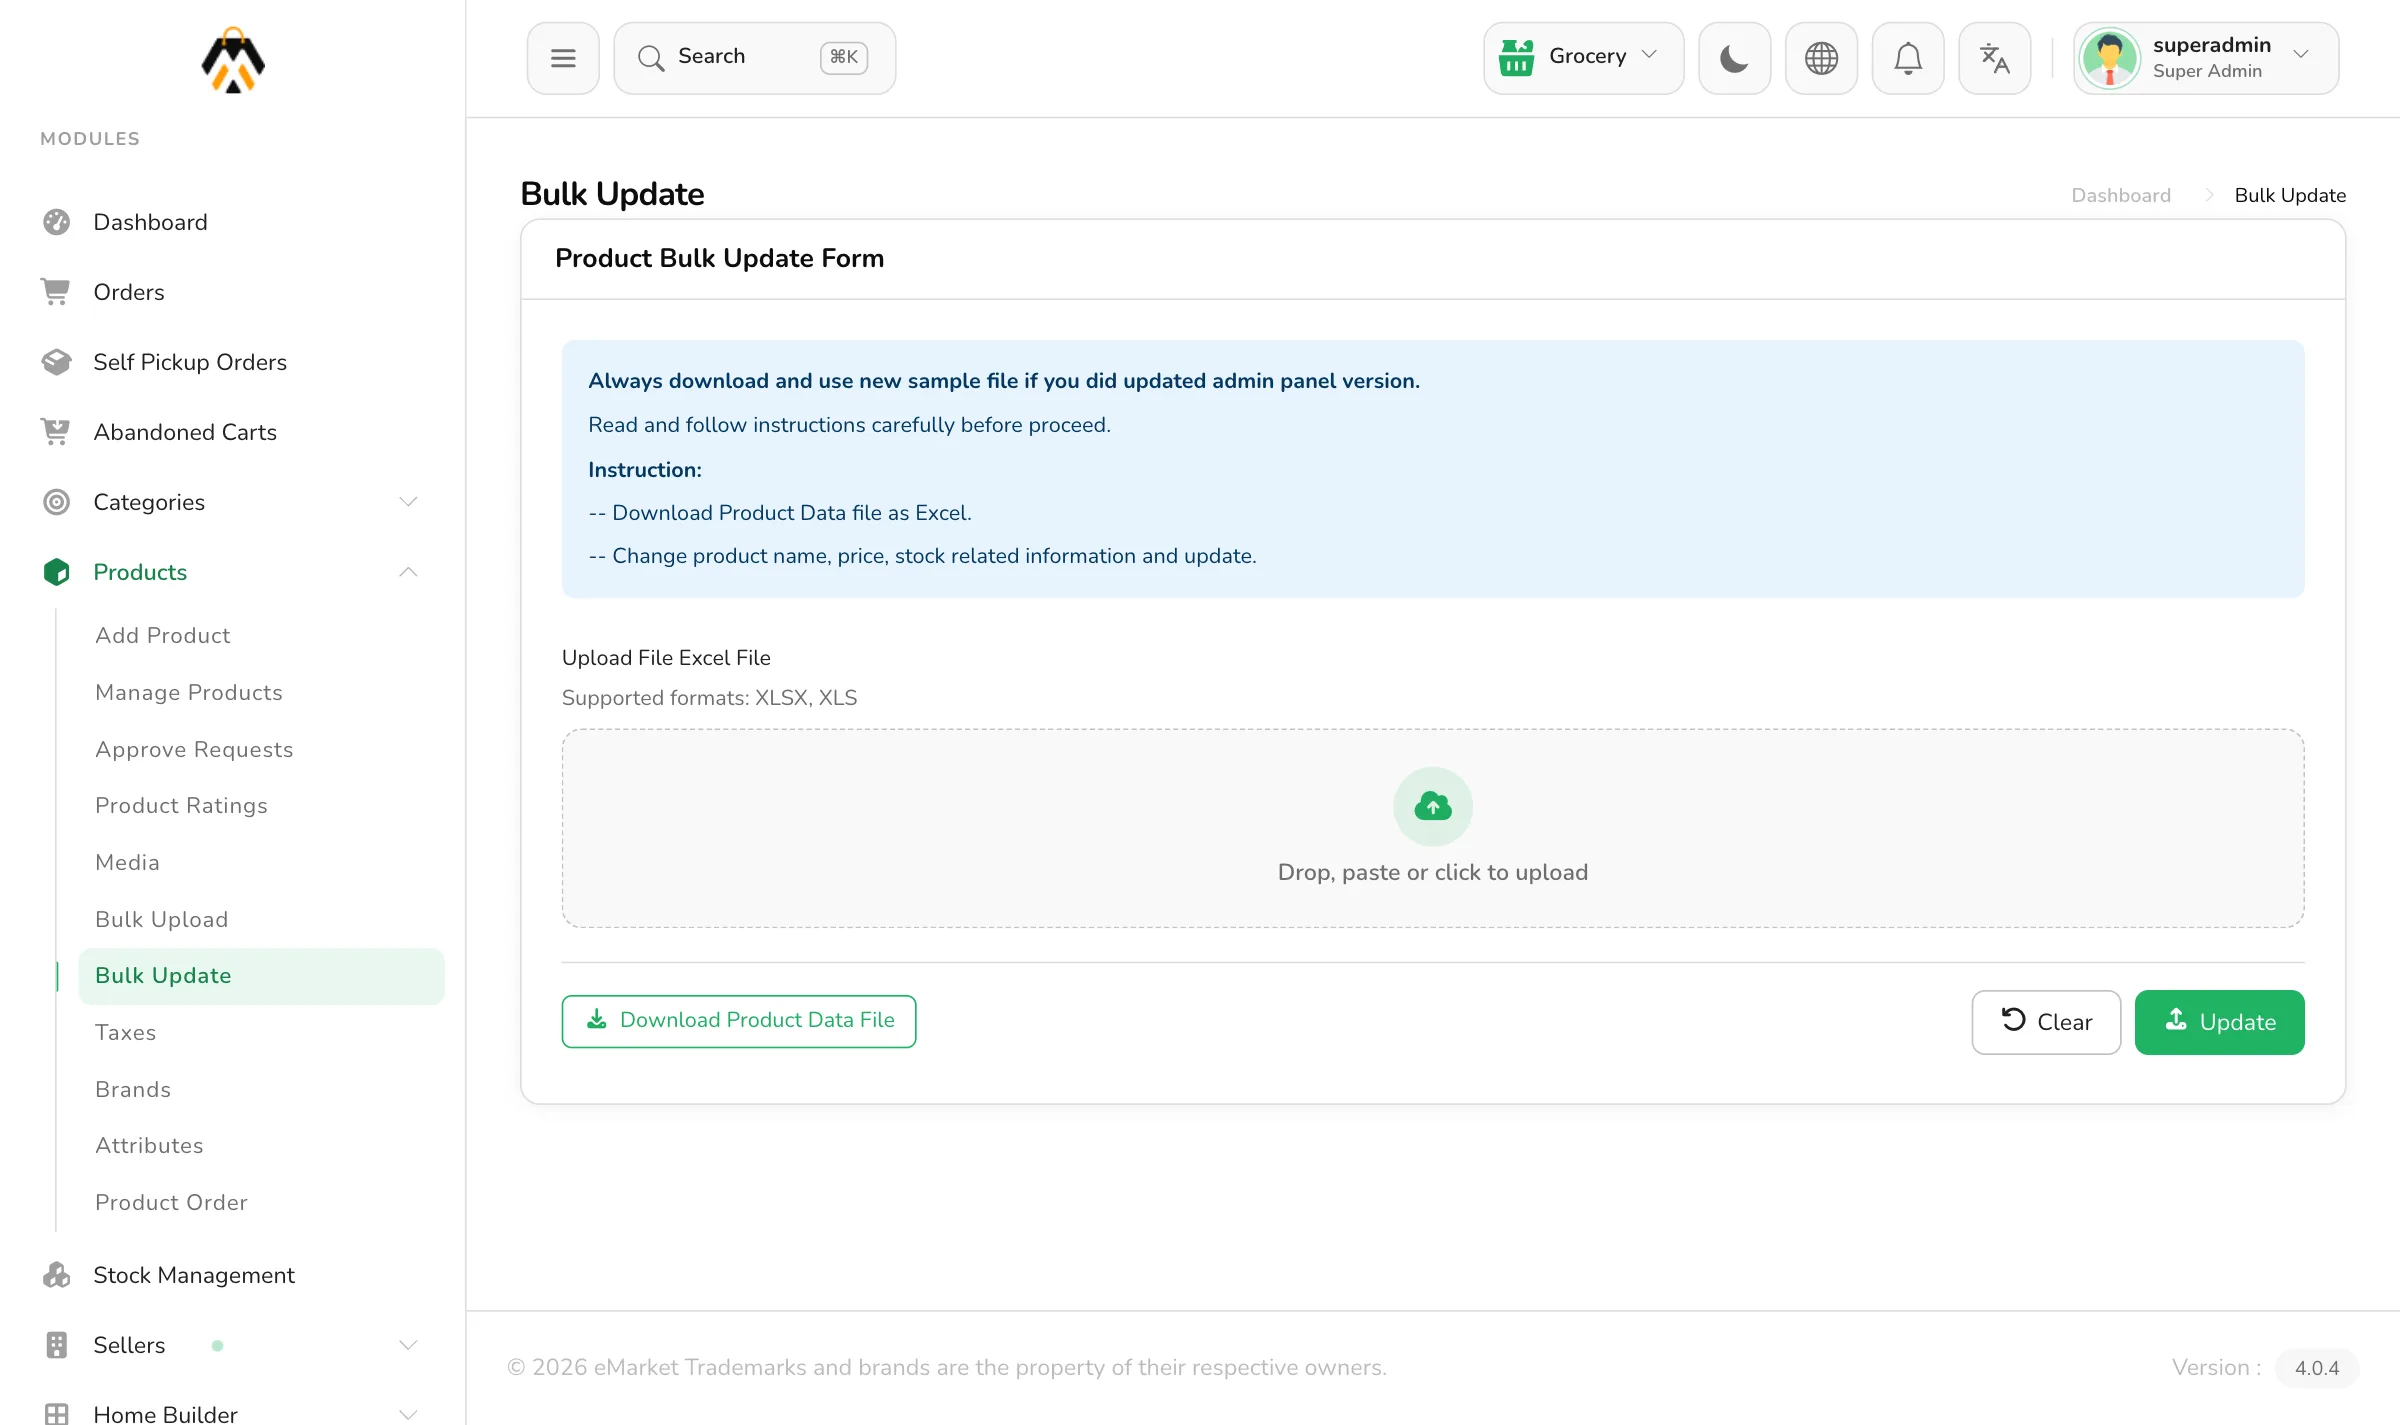 MODULES
Dashboard
Orders
Self Pickup Orders
Abandoned Carts
Categories
Products
Add Product
Manage Products
Approve Requests
Product Ratings
Media
Bulk Upload
Bulk Update
Taxes
Brands
Attributes
Product Order
Stock Management
Sellers
Home Builder
Search ⌘K
Grocery
superadmin
Super Admin
Bulk Update
Dashboard Bulk Update
Product Bulk Update Form
Always download and use new sample file if you did updated admin panel version.
Read and follow instructions carefully before proceed.
Instruction:
-- Download Product Data file as Excel.
-- Change product name, price, stock related information and update.
Upload File Excel File
Supported formats: XLSX, XLS
Drop, paste or click to upload
Download Product Data File
Clear
Update
© 2026 eMarket Trademarks and brands are the property of their respective owners.
Version : 4.0.4